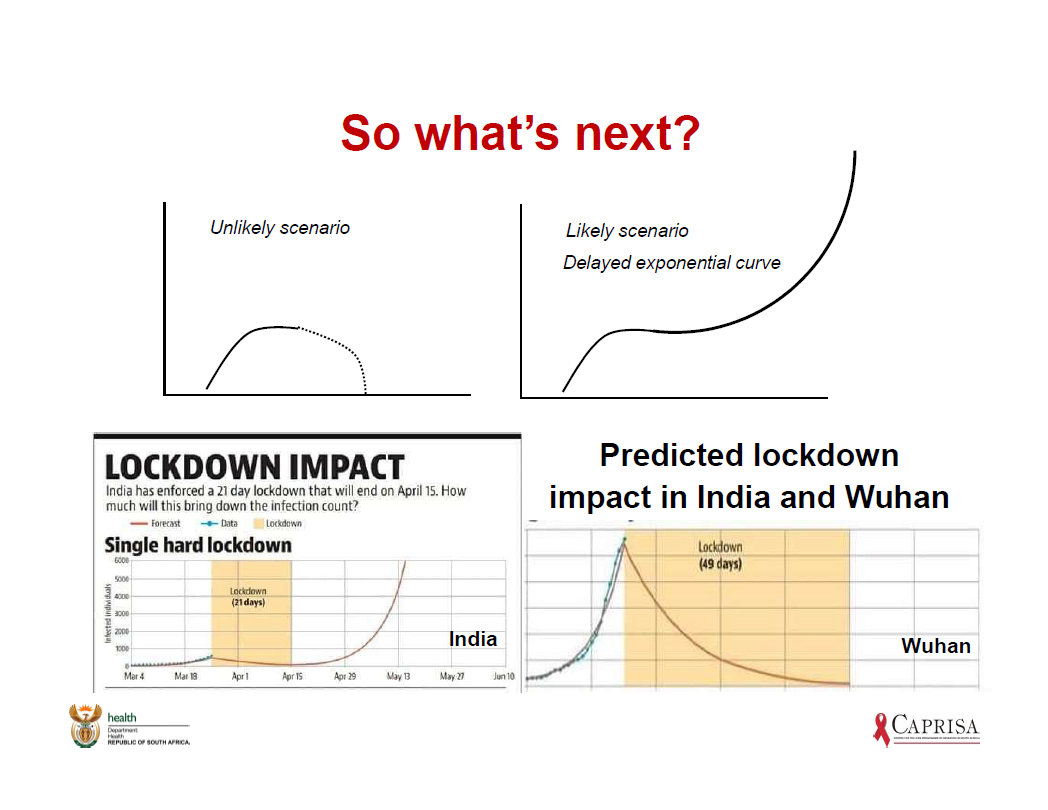 So what's next?
Unlikely scenario
Likely scenario
Delayed exponential curve
LOCKDOWN IMPACT
India has enforced a 21 day lockdown that will end on April 15. How
much will this bring down the infection count?
Forecast Data Lockdown
Single hard lockdown
Infected individuals
6000
5000
4000
3000
2000
1000
0
Lockdown
(21 days)
India
Mar 4 Mar 18 Apr 1 Apr 15 Apr 29 May 13 May 27 Jun 10
Predicted lockdown
impact in India and Wuhan
Lockdown
(49 days)
Wuhan
health
Department:
Health
REPUBLIC OF SOUTH AFRICA
CAPRISA